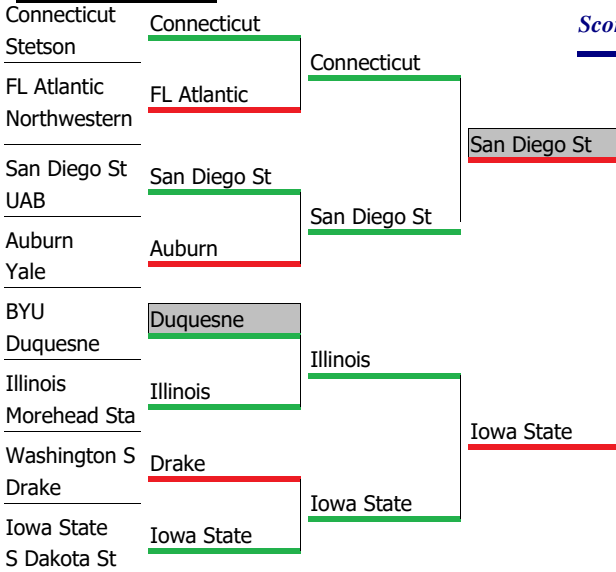 Connecticut
Stetson
FL Atlantic
Northwestern
San Diego St
UAB
Auburn
Yale
BYU
Duquesne
Illinois
Morehead Sta
Washington S
Drake
Iowa State
S Dakota St
Connecticut
FL Atlantic
San Diego St
Auburn
Duquesne
Illinois
Drake
Iowa State
Connecticut
San Diego St
Illinois
Iowa State
San Diego St
Iowa State